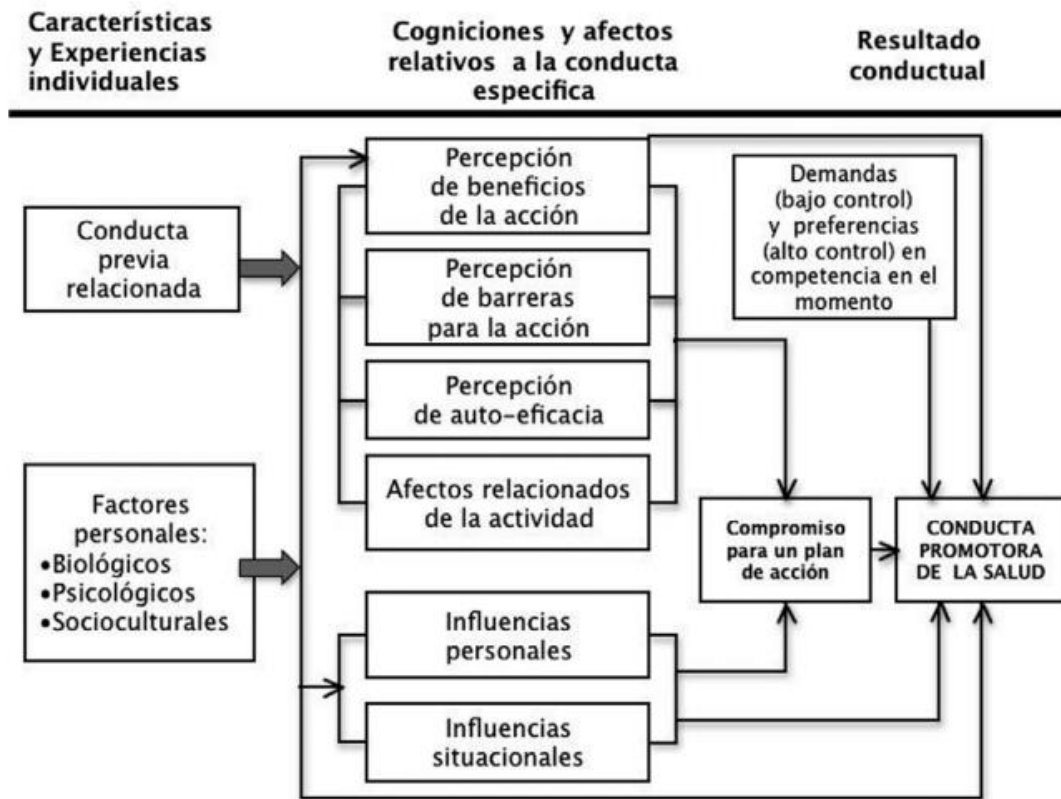 Características
y Experiencias
individuales
Cogniciones y afectos
relativos a la conducta
especifica
Resultado
conductual
Conducta
previa
relacionada
Factores
personales:
•Biológicos
•Psicológicos
•Socioculturales
Percepción
de beneficios
de la acción
Percepción
de barreras
para la acción
Percepción
de auto-eficacia
Afectos relacionados
de la actividad
Influencias
personales
Influencias
situacionales
Demandas
(bajo control)
y preferencias
(alto control) en
competencia en el
momento
Compromiso
para un plan
de acción
CONDUCTA
PROMOTORA
DE LA SALUD